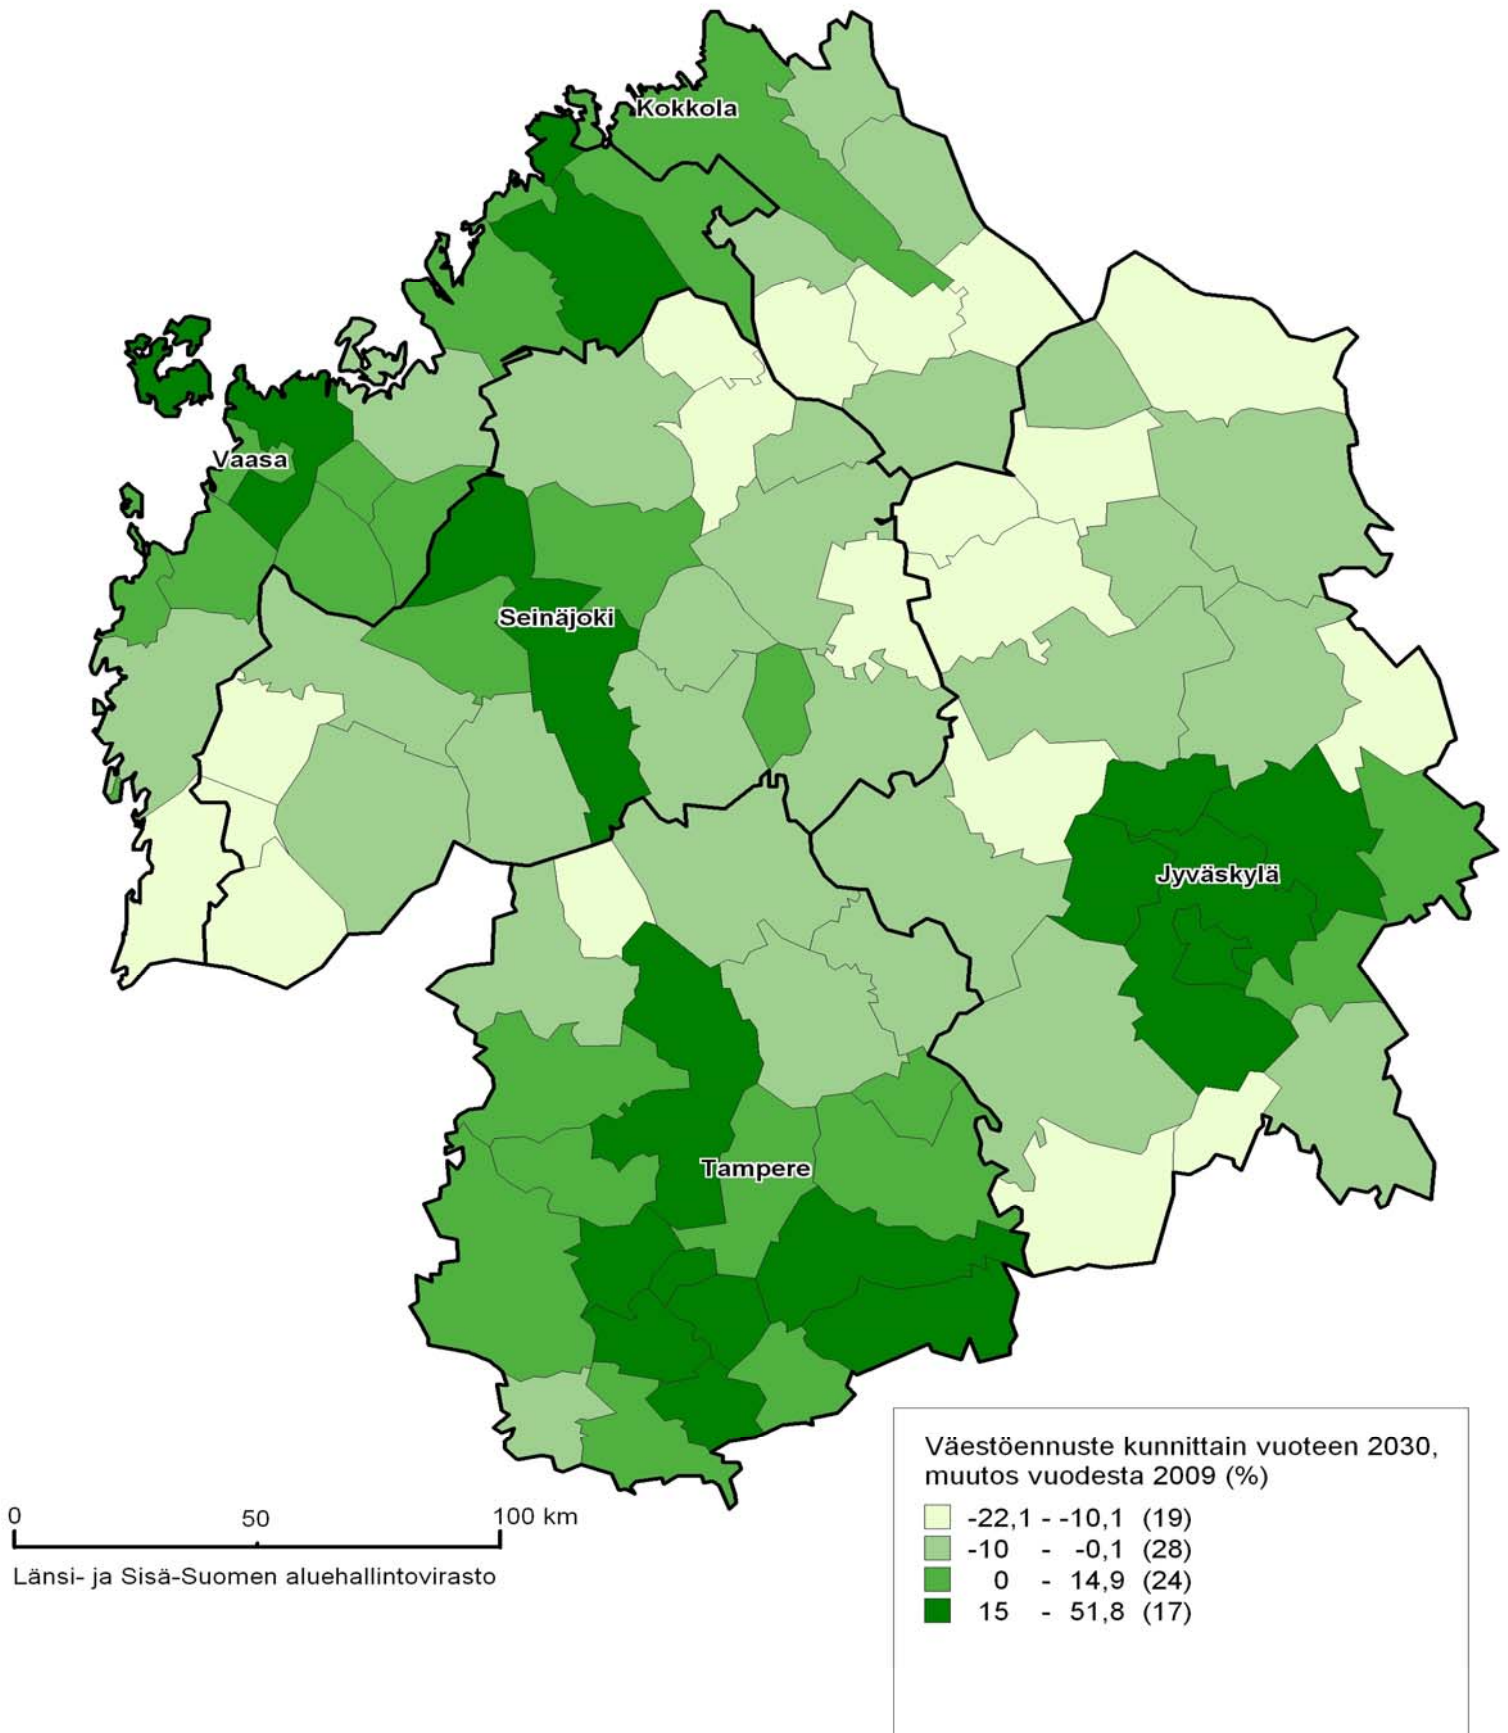 Kokkola
Vaasa
Seinäjoki
Jyväskylä
Tampere
Väestöennuste kunnittain vuoteen 2030,
muutos vuodesta 2009 (%)
-22,1 - -10,1 (19)
-10 - -0,1 (28)
0 - 14,9 (24)
15 - 51,8 (17)
0 50 100 km
Länsi- ja Sisä-Suomen aluehallintovirasto